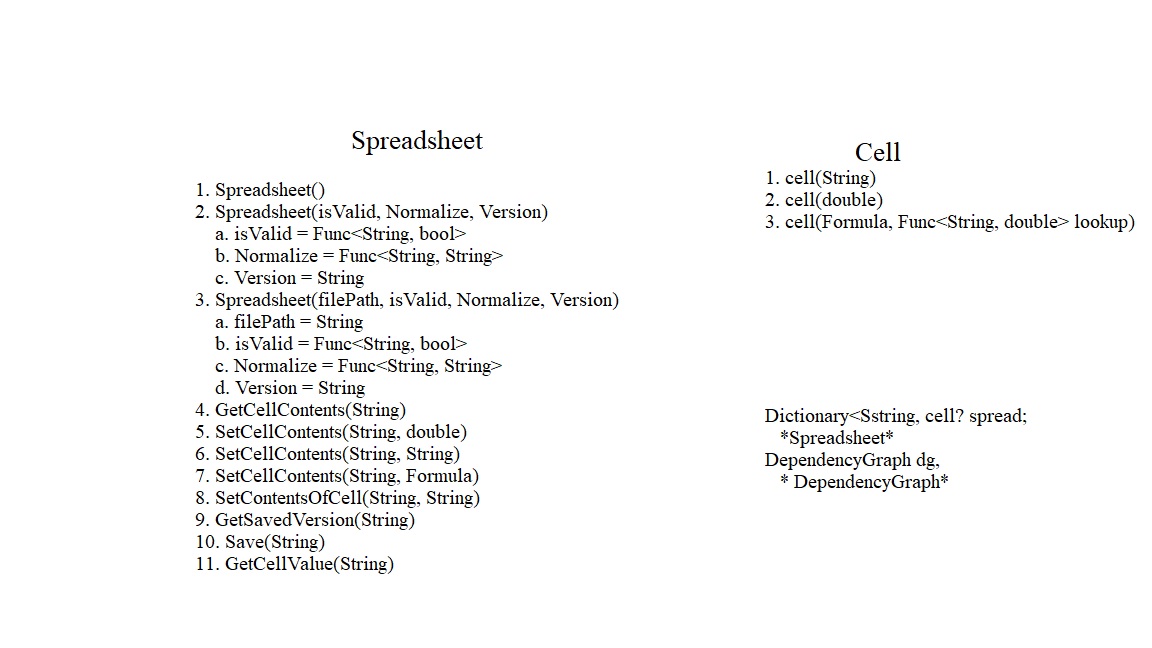 Spreadsheet
1. Spreadsheet()
2. Spreadsheet(isValid, Normalize, Version)
a. isValid = Func<String, bool>
b. Normalize = Func<String, String>
c. Version = String
3. Spreadsheet(filePath, isValid, Normalize, Version)
a. filePath = String
b. isValid = Func<String, bool>
c. Normalize = Func<String, String>
d. Version = String
4. GetCellContents(String)
5. SetCellContents(String, double)
6. SetCellContents(String, String)
7. SetCellContents(String, Formula)
8. SetContentsOfCell(String, String)
9. GetSavedVersion(String)
10. Save(String)
11. GetCellValue(String)
Cell
1. cell(String)
2. cell(double)
3. cell(Formula, Func<String, double> lookup)
Dictionary<Sstring, cell? spread;
*Spreadsheet*
DependencyGraph dg,
* DependencyGraph*